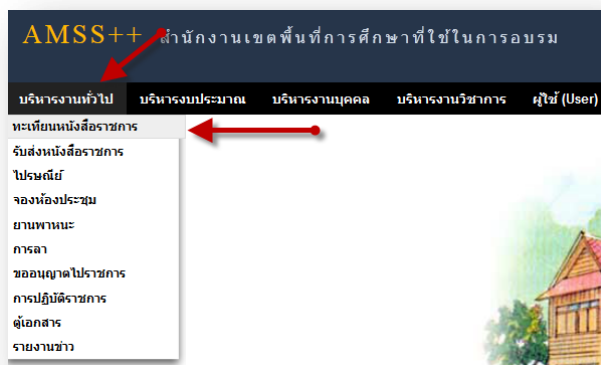 AMSS++ สำนักงานเขตพื้นที่การศึกษาที่ใช้ในการอบรม
บริหารงานทั่วไป บริหารงบประมาณ บริหารงานบุคคล บริหารงานวิชาการ ผู้ใช้ (User)
ทะเบียนหนังสือราชการ
รับส่งหนังสือราชการ
ไปรษณีย์
จองห้องประชุม
ยานพาหนะ
การลา
ขออนุญาตไปราชการ
การปฏิบัติราชการ
ตู้เอกสาร
รายงานข่าว